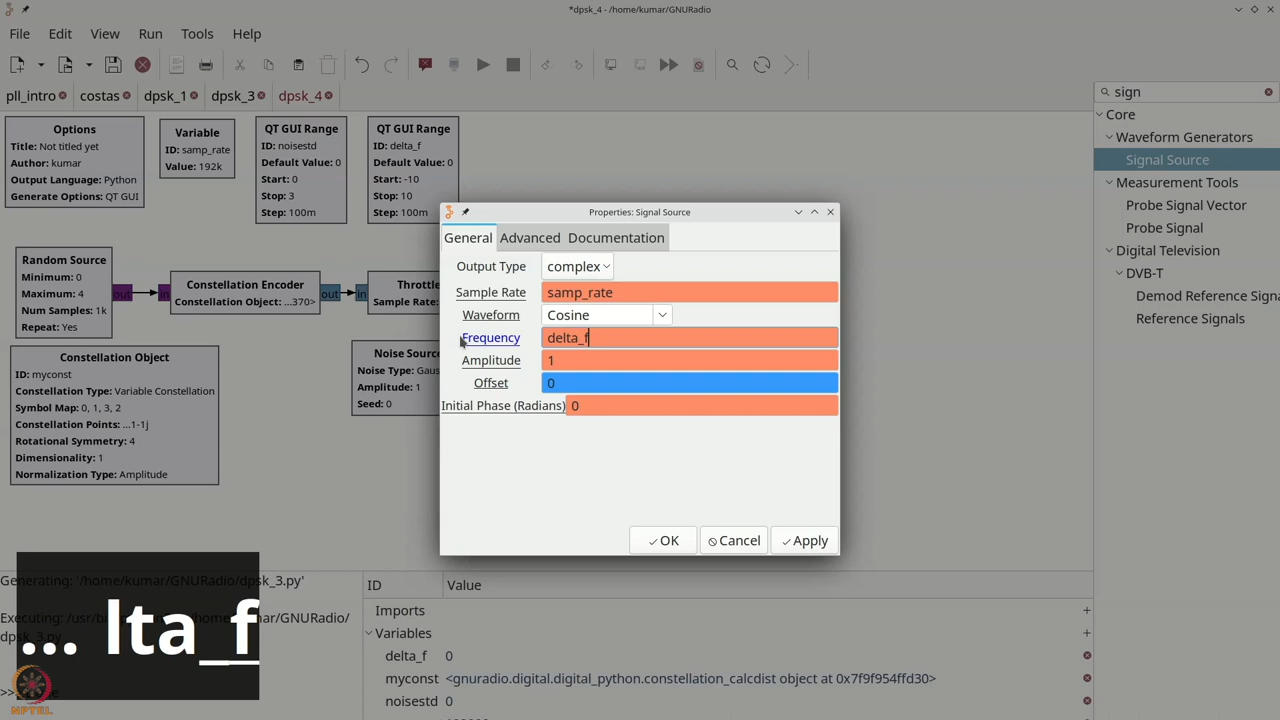 *dpsk_4 - /home/kumar/GNURadio
File Edit View Run Tools Help
pll_intro costas dpsk_1 dpsk_3 dpsk_4
sign
Core
Waveform Generators
Signal Source
Measurement Tools
Probe Signal Vector
Probe Signal
Digital Television
DVB-T
Demod Reference Signa
Reference Signals
Options
Title: Not titled yet
Author: kumar
Output Language: Python
Generate Options: QT GUI
Variable
ID: samp_rate
Value: 192k
QT GUI Range
ID: noisestd
Default Value: 0
Start: 0
Stop: 3
Step: 100m
QT GUI Range
ID: delta_f
Default Value: 0
Start: -10
Stop: 10
Step: 100m
Random Source
Minimum: 0
Maximum: 4
Num Samples: 1k
Repeat: Yes
out
in
Constellation Encoder
Constellation Object: ...370>
out
in
Throttle
Sample Rate:
Constellation Object
ID: myconst
Constellation Type: Variable Constellation
Symbol Map: 0, 1, 3, 2
Constellation Points: ...1-1j
Rotational Symmetry: 4
Dimensionality: 1
Normalization Type: Amplitude
Noise Sourc
Noise Type: Gaus
Amplitude: 1
Seed: 0
Properties: Signal Source
General Advanced Documentation
Output Type complex
Sample Rate samp_rate
Waveform Cosine
Frequency delta_f
Amplitude 1
Offset 0
Initial Phase (Radians) 0
OK Cancel Apply
Generating: '/home/kumar/GNURadio/dpsk_3.py'
Executing: /usr/bi
umar/GNURadio/
dpsk_3.py
>>>
... lta_f
NPTEL
ID Value
Imports
Variables
delta_f 0
myconst <gnuradio.digital.digital_python.constellation_calcdist object at 0x7f9f954ffd30>
noisestd 0